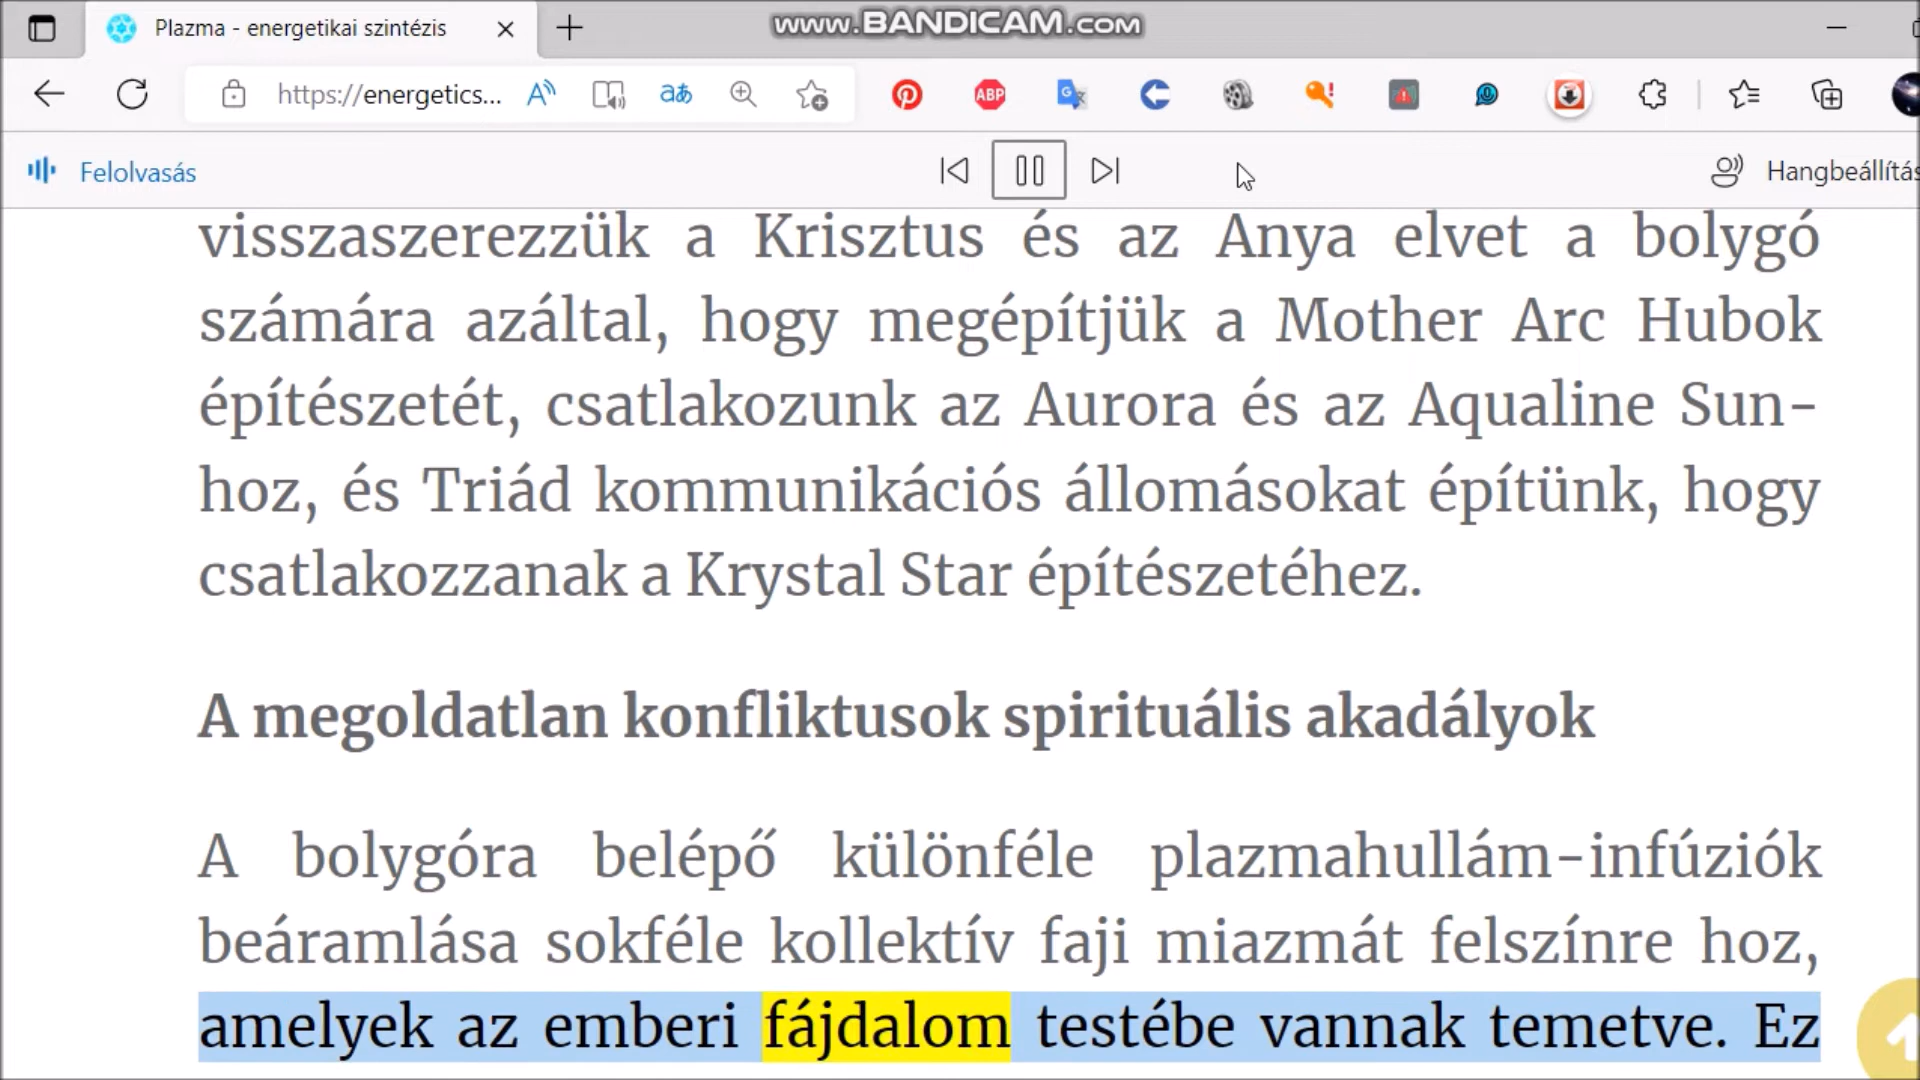 Plazma - energetikai szintézis
www.BANDICAM.com
https://energetics...
ABP
Felolvasás
Hangbeállítás
visszaszerezzük a Krisztus és az Anya elvet a bolygó
számára azáltal, hogy megépítjük a Mother Arc Hubok
építészetét, csatlakozunk az Aurora és az Aqualine Sun-
hoz, és Triád kommunikációs állomásokat építünk, hogy
csatlakozzanak a Krystal Star építészetéhez.
A megoldatlan konfliktusok spirituális akadályok
A bolygóra belépő különféle plazmahullám-infúziók
beáramlása sokféle kollektív faji miazmát felszínre hoz,
amelyek az emberi fájdalom testébe vannak temetve. Ez